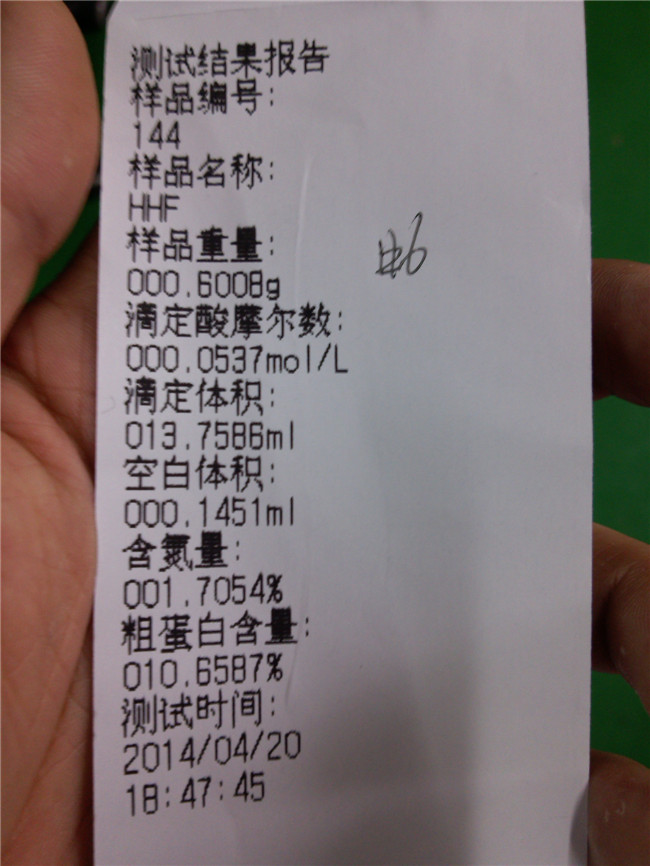 测试结果报告
样品编号:
144
样品名称:
HHF
样品重量:
000.6008g
滴定酸摩尔数:
000.0537mol/L
滴定体积:
013.7586ml
空白体积:
000.1451ml
含氮量:
001.7054%
粗蛋白含量:
010.6587%
测试时间:
2014/04/20
18:47:45